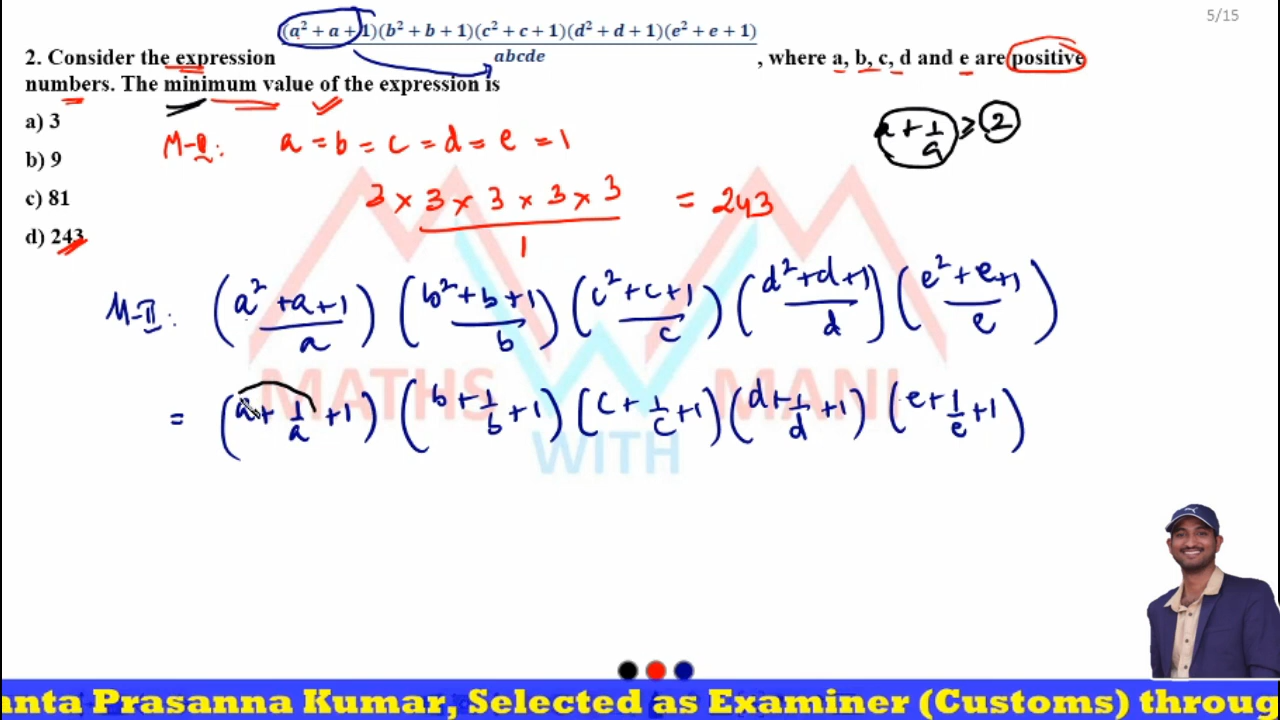 5/15
(a² + a + 1)(b² + b + 1)(c² + c + 1)(d² + d + 1)(e² + e + 1)
2. Consider the expression abcde , where a, b, c, d and e are positive
numbers. The minimum value of the expression is
a) 3
b) 9
c) 81
d) 243
a + 1/a ≥ 2
a = b = c = d = e = 1
3 × 3 × 3 × 3 × 3 = 243
1
M-II: (a² + a + 1 / a) (b² + b + 1 / b) (c² + c + 1 / c) (d² + d + 1 / d) (e² + e + 1 / e)
= (a + 1/a + 1) (b + 1/b + 1) (c + 1/c + 1) (d + 1/d + 1) (e + 1/e + 1)
MATHS MANI
WITH
anta Prasanna Kumar, Selected as Examiner (Customs) throug